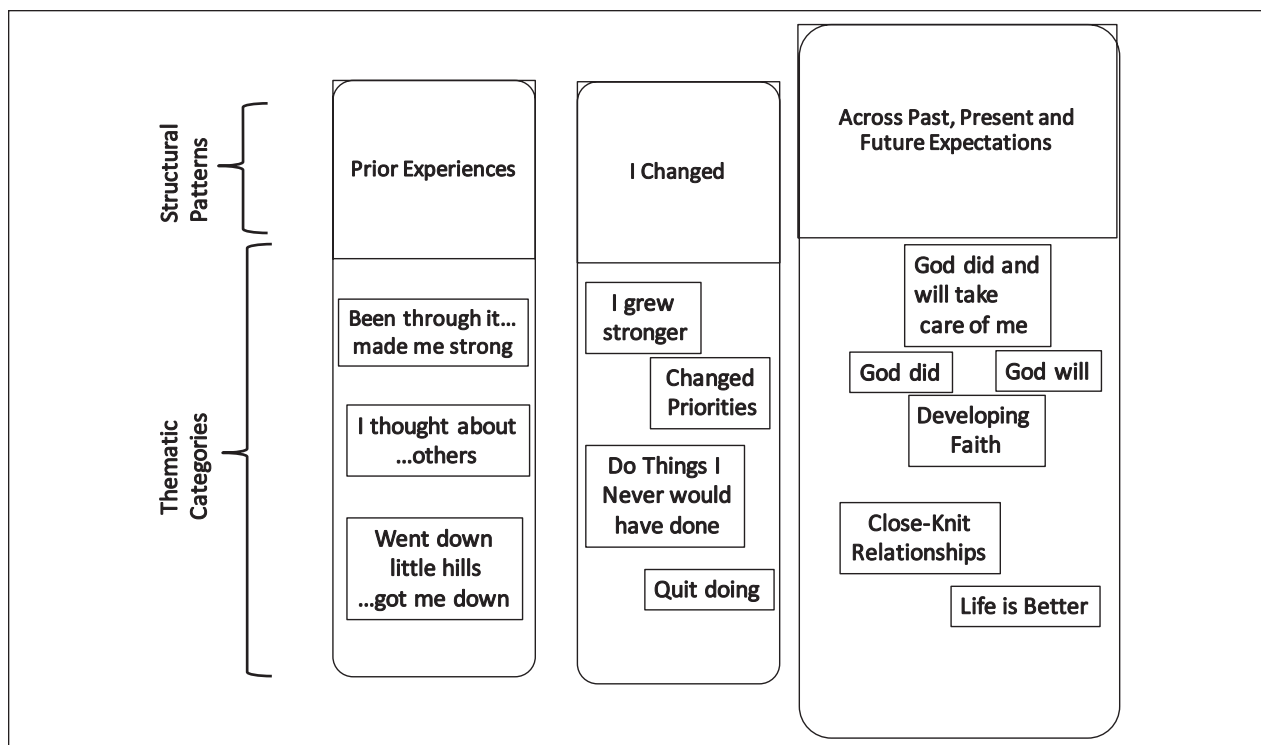 Structural
Patterns
Prior Experiences
I Changed
Across Past, Present and
Future Expectations
Thematic
Categories
Been through it...
made me strong
I thought about
...others
Went down
little hills
...got me down
I grew
stronger
Changed
Priorities
Do Things I
Never would
have done
Quit doing
God did and
will take
care of me
God did
God will
Developing
Faith
Close-Knit
Relationships
Life is Better